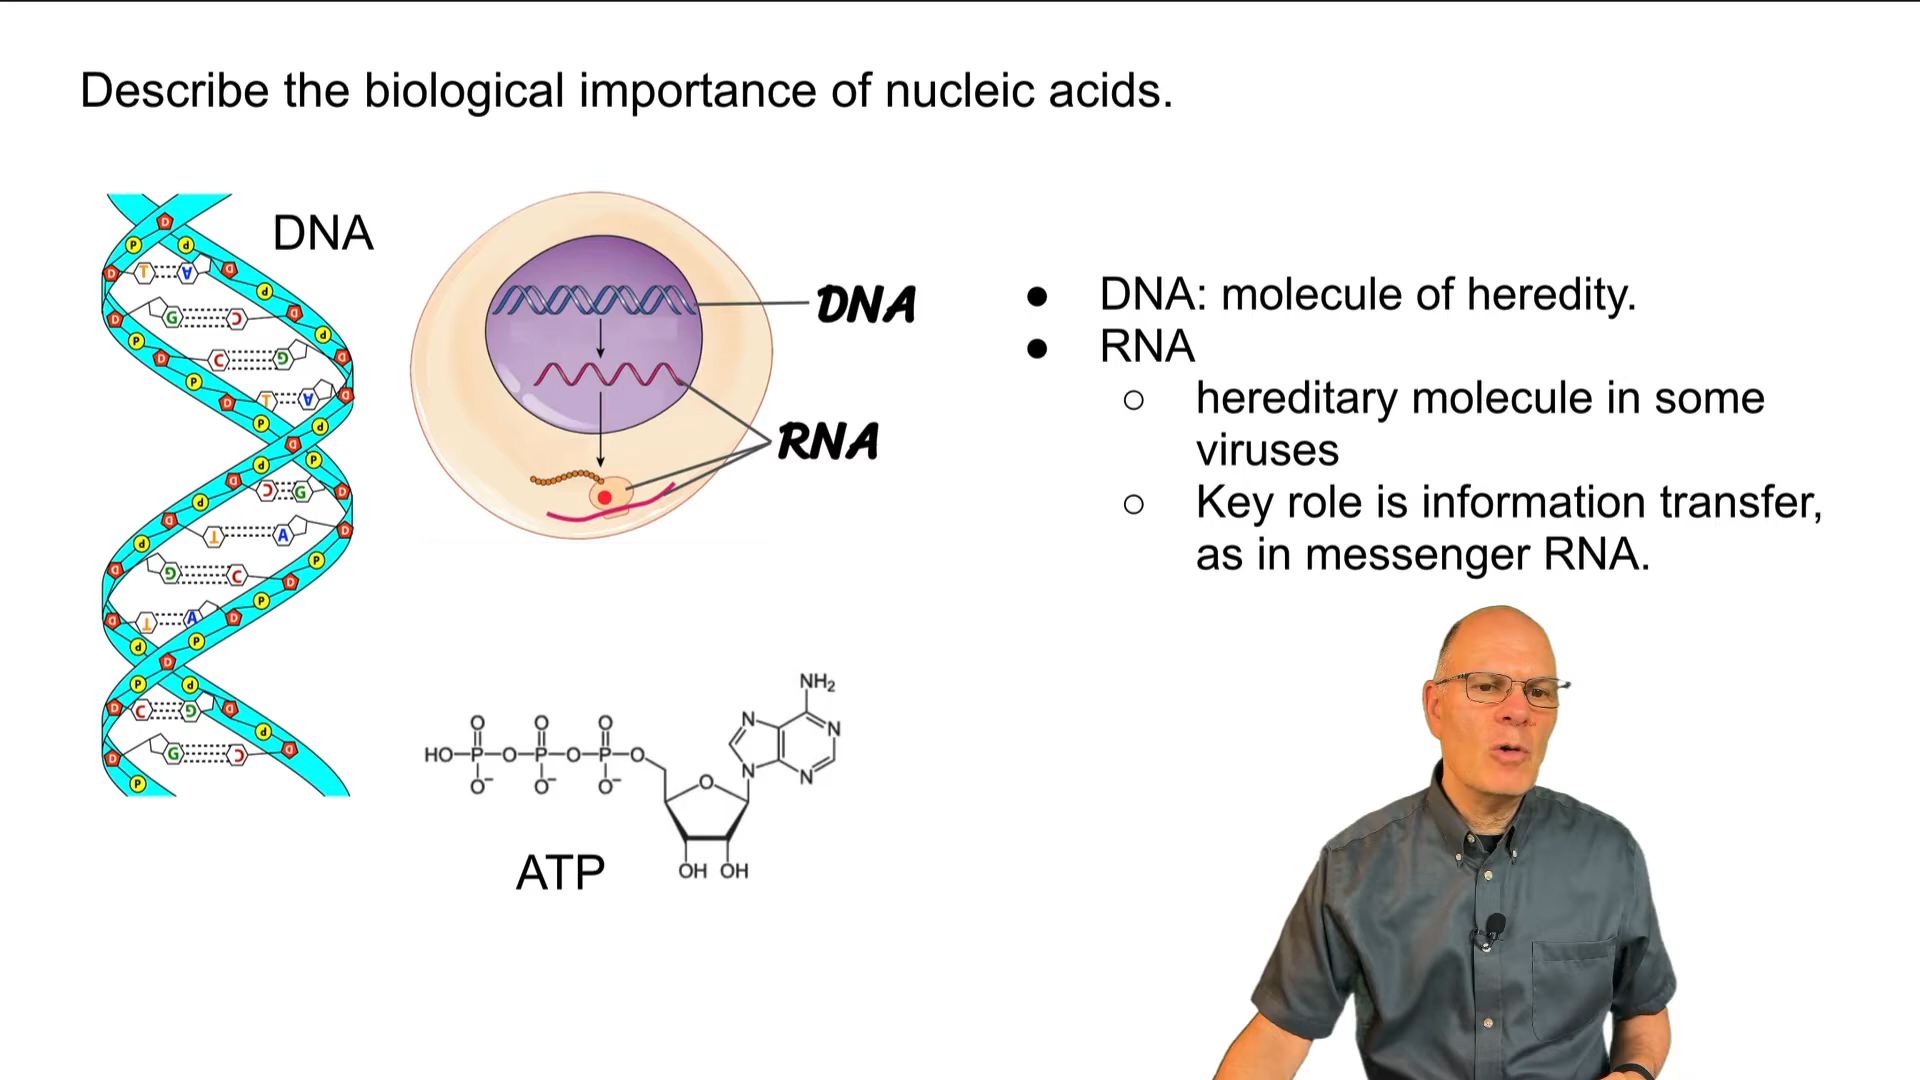 Describe the biological importance of nucleic acids.
DNA
DNA
RNA
● DNA: molecule of heredity.
● RNA
○ hereditary molecule in some
viruses
○ Key role is information transfer,
as in messenger RNA.
D
P P
D T A D
P
D G C D
P P
D C G D
P
D T A D
P P
D
P P
D C G D
P
D T A D
P P
D G C D
P
D T A D
P P
D
P P
D C G D
P
D G C D
P
NH₂
O O O N N
HO P O P O P O
O⁻ O⁻ O⁻ O N N
OH OH
ATP